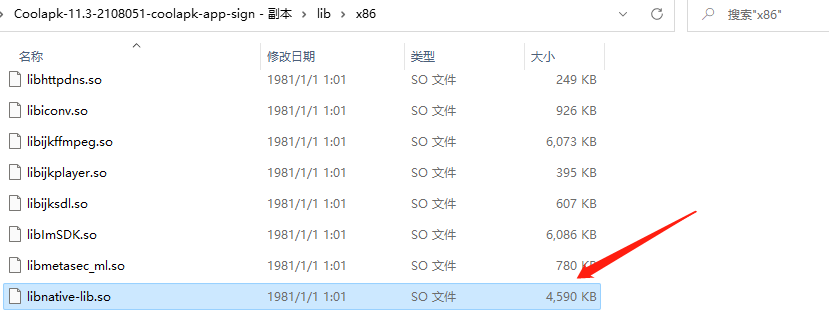 Coolapk-11.3-2108051-coolapk-app-sign - 副本 › lib › x86 搜索"x86"
名称 修改日期 类型 大小
libhttpdns.so 1981/1/1 1:01 SO 文件 249 KB
libiconv.so 1981/1/1 1:01 SO 文件 926 KB
libijkffmpeg.so 1981/1/1 1:01 SO 文件 6,073 KB
libijkplayer.so 1981/1/1 1:01 SO 文件 395 KB
libijksdl.so 1981/1/1 1:01 SO 文件 607 KB
libImSDK.so 1981/1/1 1:01 SO 文件 6,086 KB
libmetasec_ml.so 1981/1/1 1:01 SO 文件 780 KB
libnative-lib.so 1981/1/1 1:01 SO 文件 4,590 KB